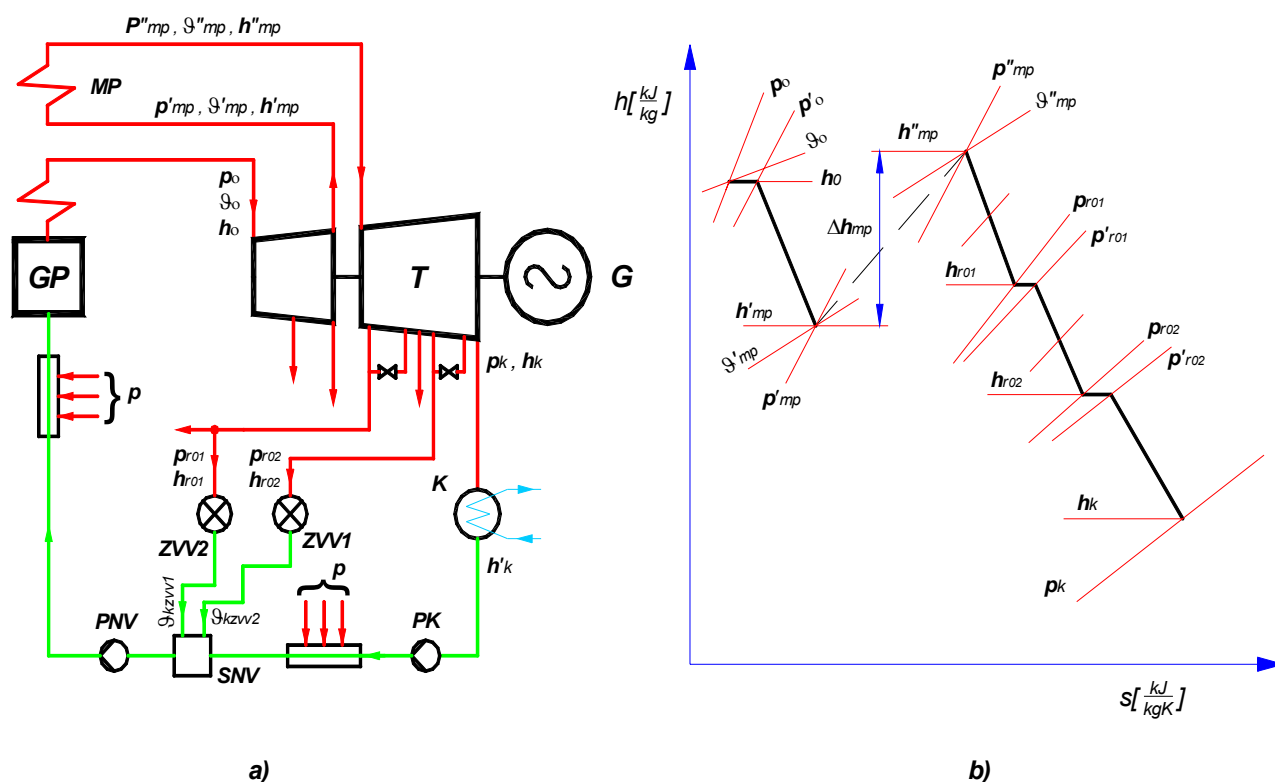 P"mp , ϑ"mp , h"mp
MP
p'mp , ϑ'mp , h'mp
po
ϑo
ho
GP
T
G
p
pk , hk
pr01
hr01
pr02
hr02
K
ZVV2
ZVV1
h'k
ϑkzvv1
ϑkzvv2
p
PNV
SNV
PK
a)
h[kJ/kg]
po
p'o
ϑo
h0
p"mp
ϑ"mp
h"mp
Δhmp
h'mp
ϑ'mp
p'mp
pr01
p'r01
hr01
pr02
p'r02
hr02
hk
pk
s[kJ/kgK]
b)